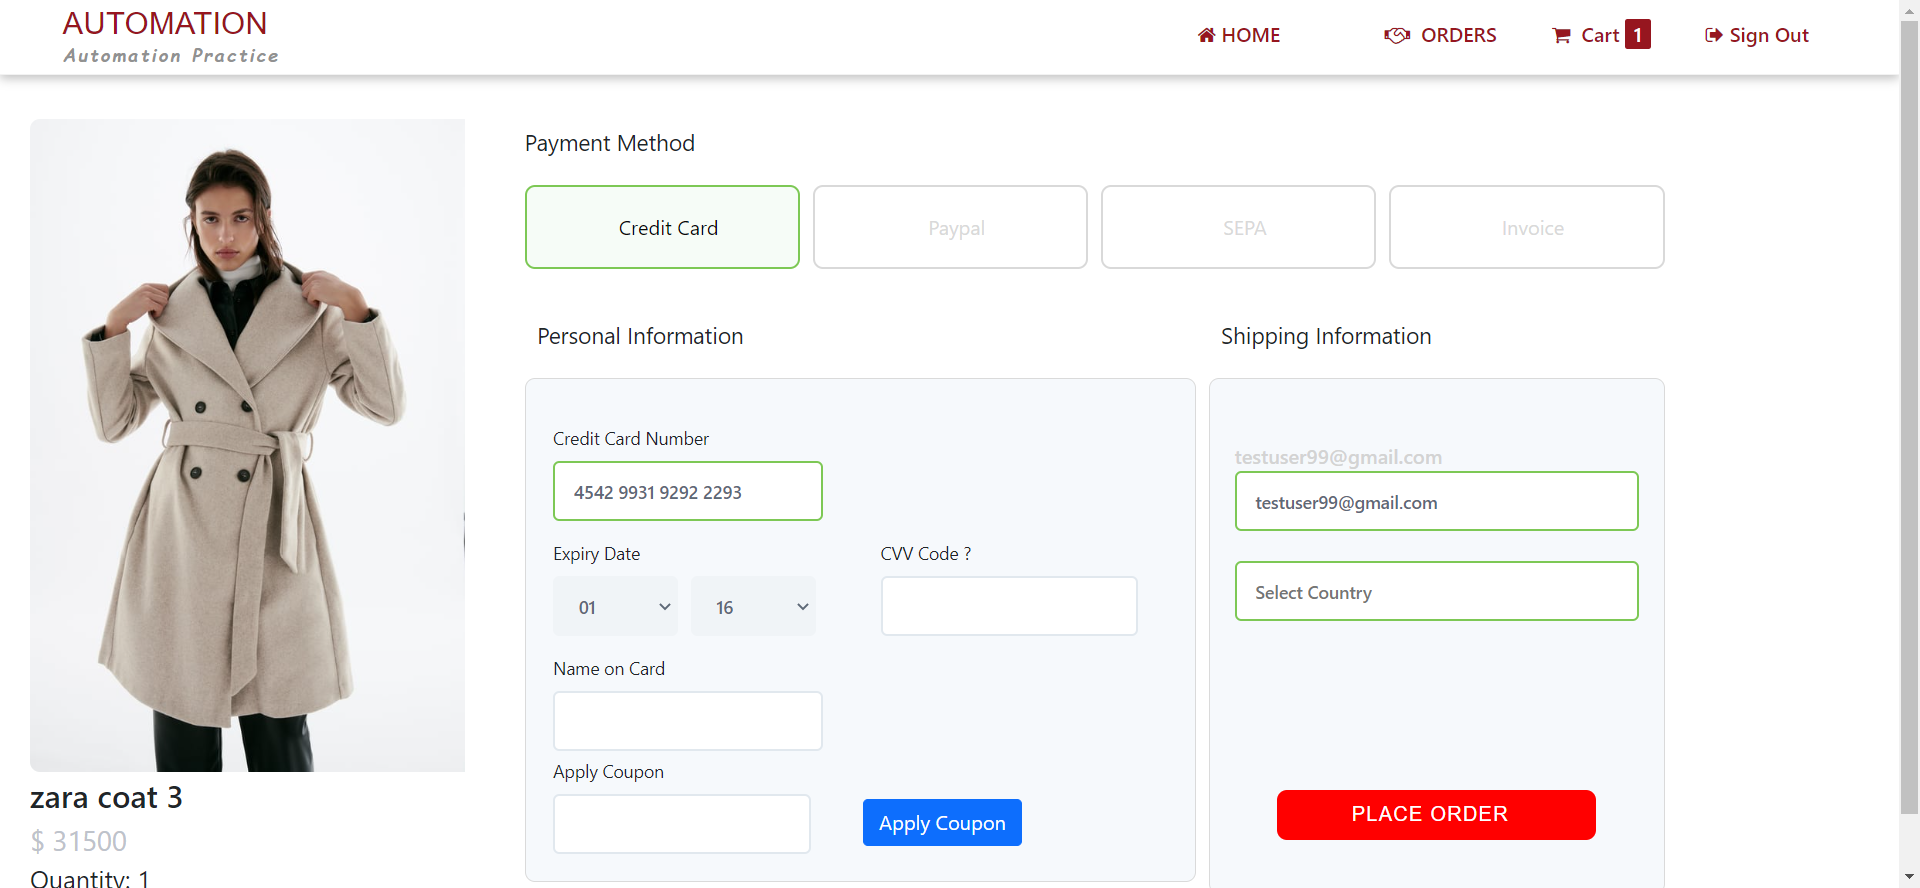 AUTOMATION
Automation Practice
HOME
ORDERS
Cart 1
Sign Out
Payment Method
Credit Card
Paypal
SEPA
Invoice
Personal Information
Credit Card Number
4542 9931 9292 2293
Expiry Date
CVV Code ?
01
16
Name on Card
Apply Coupon
Apply Coupon
Shipping Information
testuser99@gmail.com
testuser99@gmail.com
Select Country
PLACE ORDER
zara coat 3
$ 31500
Quantity: 1